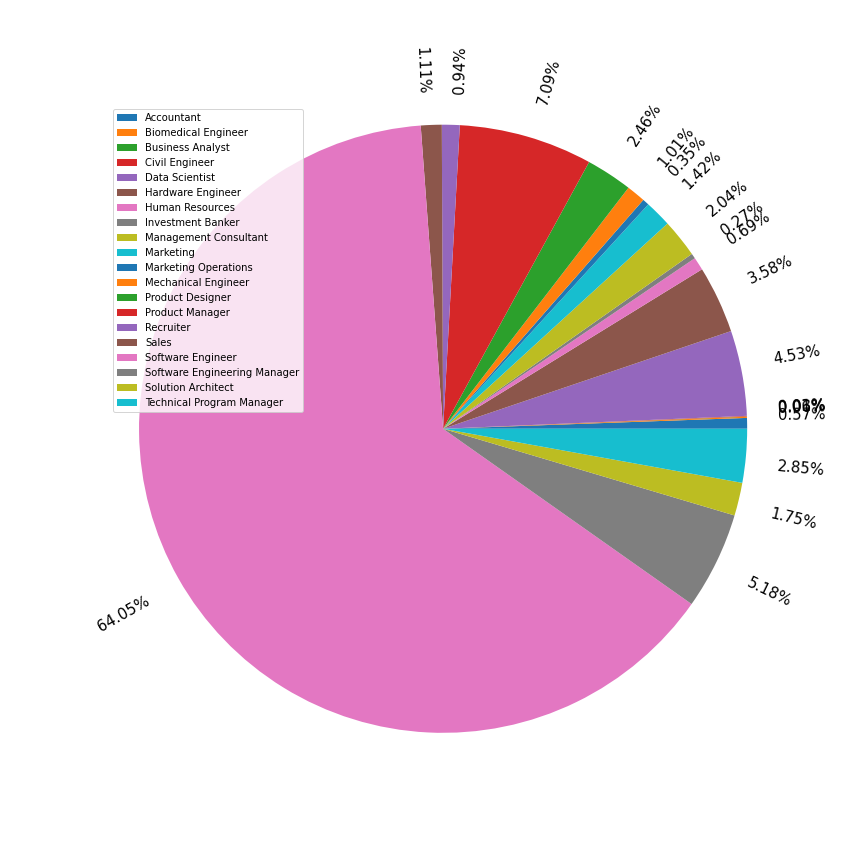 Accountant
Biomedical Engineer
Business Analyst
Civil Engineer
Data Scientist
Hardware Engineer
Human Resources
Investment Banker
Management Consultant
Marketing
Marketing Operations
Mechanical Engineer
Product Designer
Product Manager
Recruiter
Sales
Software Engineer
Software Engineering Manager
Solution Architect
Technical Program Manager
1.11%
0.94%
7.09%
2.46%
1.01%
0.35%
1.42%
2.04%
0.27%
0.69%
3.58%
4.53%
0.57%
2.85%
1.75%
5.18%
64.05%